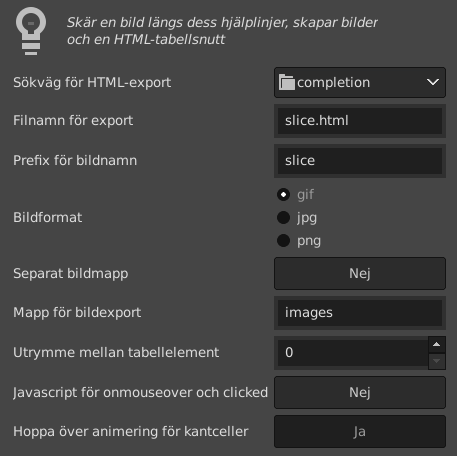 Skär en bild längs dess hjälplinjer, skapar bilder
och en HTML-tabellsnutt
Sökväg för HTML-export completion
Filnamn för export slice.html
Prefix för bildnamn slice
gif
Bildformat jpg
png
Separat bildmapp Nej
Mapp för bildexport images
Utrymme mellan tabellelement 0
Javascript för onmouseover och clicked Nej
Hoppa över animering för kantceller Ja